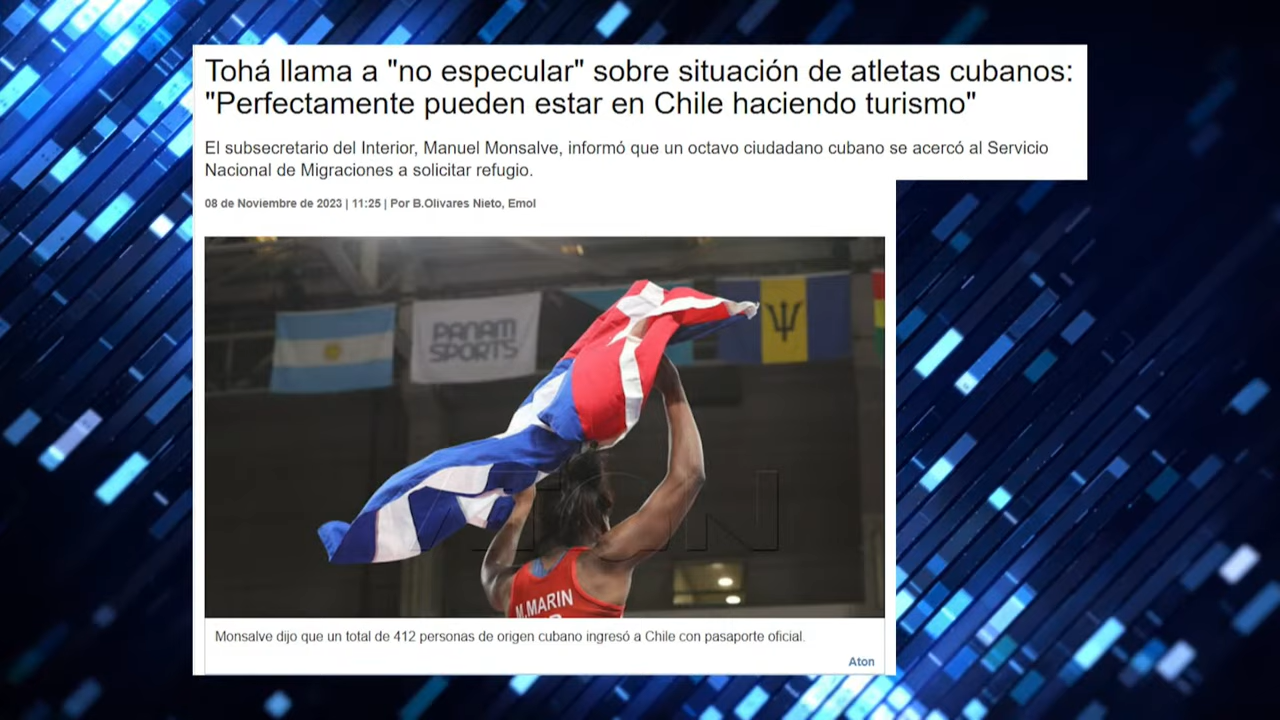 Tohá llama a "no especular" sobre situación de atletas cubanos:
"Perfectamente pueden estar en Chile haciendo turismo"
El subsecretario del Interior, Manuel Monsalve, informó que un octavo ciudadano cubano se acercó al Servicio
Nacional de Migraciones a solicitar refugio.
08 de Noviembre de 2023 | 11:25 | Por B.Olivares Nieto, Emol
PANAM
SPORTS
ATON
M.MARIN
Monsalve dijo que un total de 412 personas de origen cubano ingresó a Chile con pasaporte oficial.
Aton